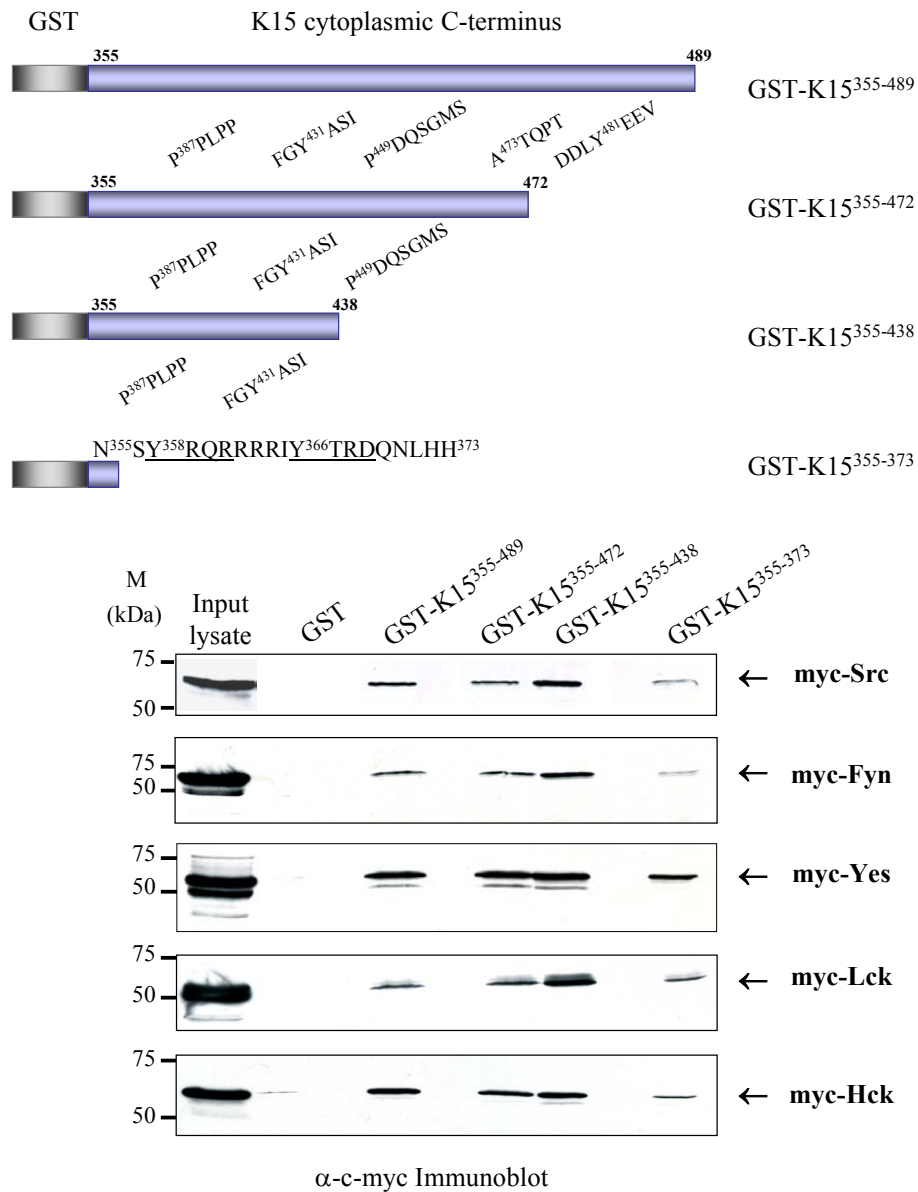 GST K15 cytoplasmic C-terminus
355 489
GST-K15³⁵⁵⁻⁴⁸⁹
P³⁸⁷PLPP FGY⁴³¹ASI P⁴⁴⁹DQSGMS A⁴⁷³TQPT DDLY⁴⁸¹EEV
355 472
GST-K15³⁵⁵⁻⁴⁷²
P³⁸⁷PLPP FGY⁴³¹ASI P⁴⁴⁹DQSGMS
355 438
GST-K15³⁵⁵⁻⁴³⁸
P³⁸⁷PLPP FGY⁴³¹ASI
N³⁵⁵SY³⁵⁸RQRRRRIY³⁶⁶TRDQNLHH³⁷³
GST-K15³⁵⁵⁻³⁷³
M
(kDa)
Input
lysate
GST GST-K15³⁵⁵⁻⁴⁸⁹ GST-K15³⁵⁵⁻⁴⁷² GST-K15³⁵⁵⁻⁴³⁸ GST-K15³⁵⁵⁻³⁷³
75
50
← myc-Src
75
50
← myc-Fyn
75
50
← myc-Yes
75
50
← myc-Lck
75
50
← myc-Hck
α-c-myc Immunoblot